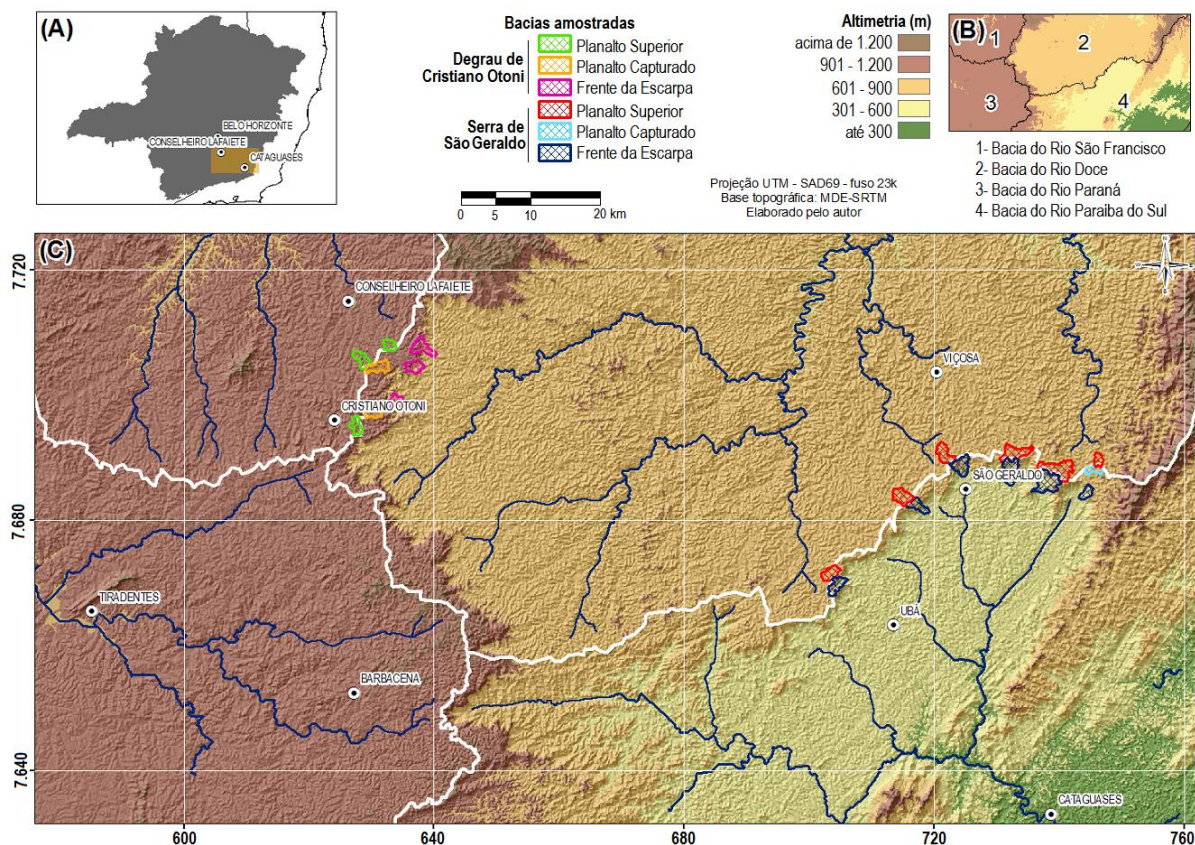 (A)
BELO HORIZONTE
CONSELHEIRO LAFAIETE
CATAGUASES
Bacias amostradas
Degrau de
Cristiano Otoni
Planalto Superior
Planalto Capturado
Frente da Escarpa
Serra de
São Geraldo
Planalto Superior
Planalto Capturado
Frente da Escarpa
0 5 10 20 km
Altimetria (m)
acima de 1.200
901 - 1.200
601 - 900
301 - 600
até 300
Projeção UTM - SAD69 - fuso 23k
Base topográfica: MDE-SRTM
Elaborado pelo autor
(B)
1
2
3
4
1- Bacia do Rio São Francisco
2- Bacia do Rio Doce
3- Bacia do Rio Paraná
4- Bacia do Rio Paraiba do Sul
(C)
7.720
7.680
7.640
CONSELHEIRO LAFAIETE
VIÇOSA
CRISTIANO OTONI
SÃO GERALDO
TIRADENTES
UBÁ
BARBACENA
CATAGUASES
600
640
680
720
760